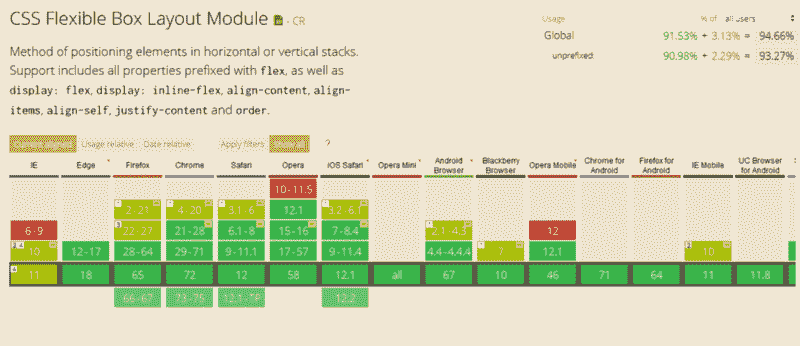 CSS Flexible Box Layout Module - CR
Usage % of all users
Global 91.53% + 3.13% = 94.66%
unprefixed: 90.98% + 2.29% = 93.27%
Method of positioning elements in horizontal or vertical stacks.
Support includes all properties prefixed with flex, as well as
display: flex, display: inline-flex, align-content, align-
items, align-self, justify-content and order.
Usage relative Date relative Apply filters ?
IE Edge Firefox Chrome Safari Opera iOS Safari Opera Mini Android Browser Blackberry Browser Opera Mobile Chrome for Android Firefox for Android IE Mobile UC Browser for Android
10-11.5
2-21 4-20 3.1-6 12.1 3.2-6.1
6-9 22-27 21-28 6.1-8 15-16 7-8.4 2.1-4.3 12
10 12-17 28-64 29-71 9-11.1 17-57 9-11.4 4.4-4.4.4 7 12.1 10
11 18 65 72 12 58 12.1 all 67 10 46 71 64 11 11.8
66-67 73-75 12.1-TP 12.2